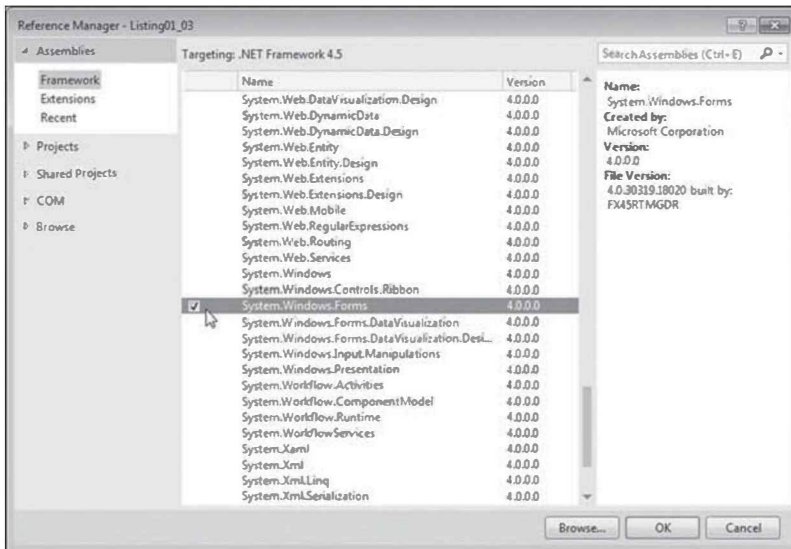 Reference Manager - Listing01_03
Assemblies
Framework
Extensions
Recent
Projects
Shared Projects
COM
Browse
Targeting: .NET Framework 4.5
Name Version
System.Web.DataVisualization.Design 4.0.0.0
System.Web.DynamicData 4.0.0.0
System.Web.DynamicData.Design 4.0.0.0
System.Web.Entity 4.0.0.0
System.Web.Entity.Design 4.0.0.0
System.Web.Extensions 4.0.0.0
System.Web.Extensions.Design 4.0.0.0
System.Web.Mobile 4.0.0.0
System.Web.RegularExpressions 4.0.0.0
System.Web.Routing 4.0.0.0
System.Web.Services 4.0.0.0
System.Windows 4.0.0.0
System.Windows.Controls.Ribbon 4.0.0.0
System.Windows.Forms 4.0.0.0
System.Windows.Forms.DataVisualization 4.0.0.0
System.Windows.Forms.DataVisualization.Desi... 4.0.0.0
System.Windows.Input.Manipulations 4.0.0.0
System.Windows.Presentation 4.0.0.0
System.Workflow.Activities 4.0.0.0
System.Workflow.ComponentModel 4.0.0.0
System.Workflow.Runtime 4.0.0.0
System.WorkflowServices 4.0.0.0
System.Xaml 4.0.0.0
System.Xml 4.0.0.0
System.Xml.Linq 4.0.0.0
System.Xml.Serialization 4.0.0.0
Search Assemblies (Ctrl+E)
Name:
System.Windows.Forms
Created by:
Microsoft Corporation
Version:
4.0.0.0
File Version:
4.0.30319.18020 built by:
FX45RTMGDR
Browse... OK Cancel